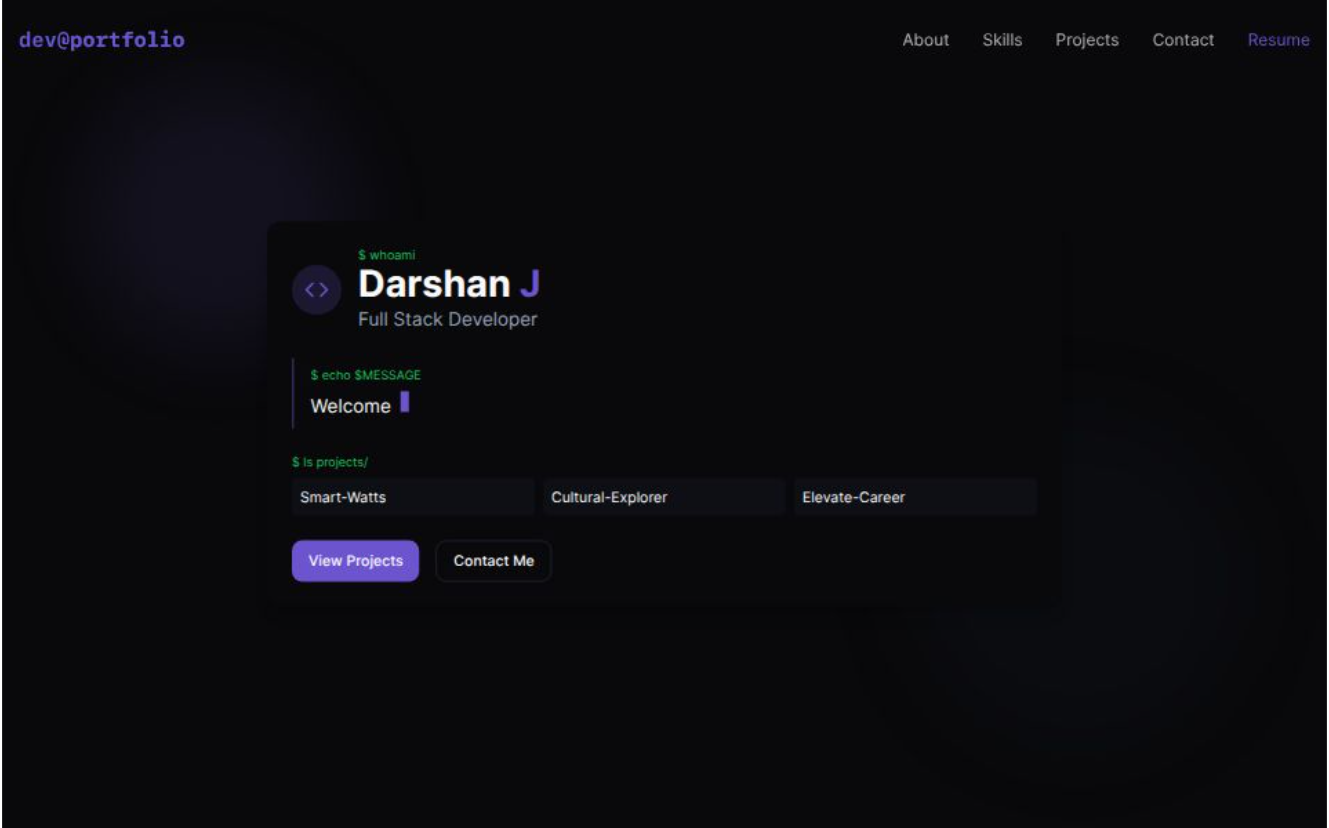 dev@portfolio
About Skills Projects Contact Resume
$ whoami
Darshan J
Full Stack Developer
$ echo $MESSAGE
Welcome
$ ls projects/
Smart-Watts Cultural-Explorer Elevate-Career
View Projects Contact Me